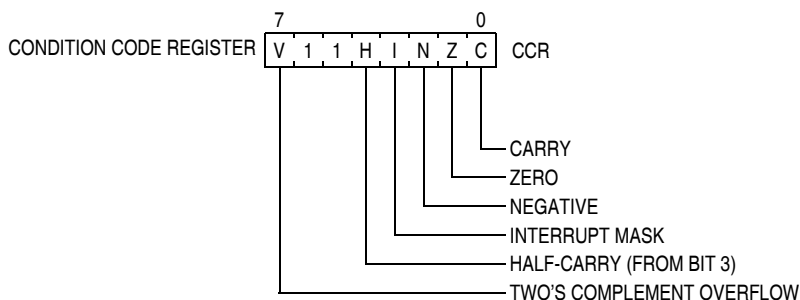 7 0
CONDITION CODE REGISTER V 1 1 H I N Z C CCR
CARRY
ZERO
NEGATIVE
INTERRUPT MASK
HALF-CARRY (FROM BIT 3)
TWO'S COMPLEMENT OVERFLOW